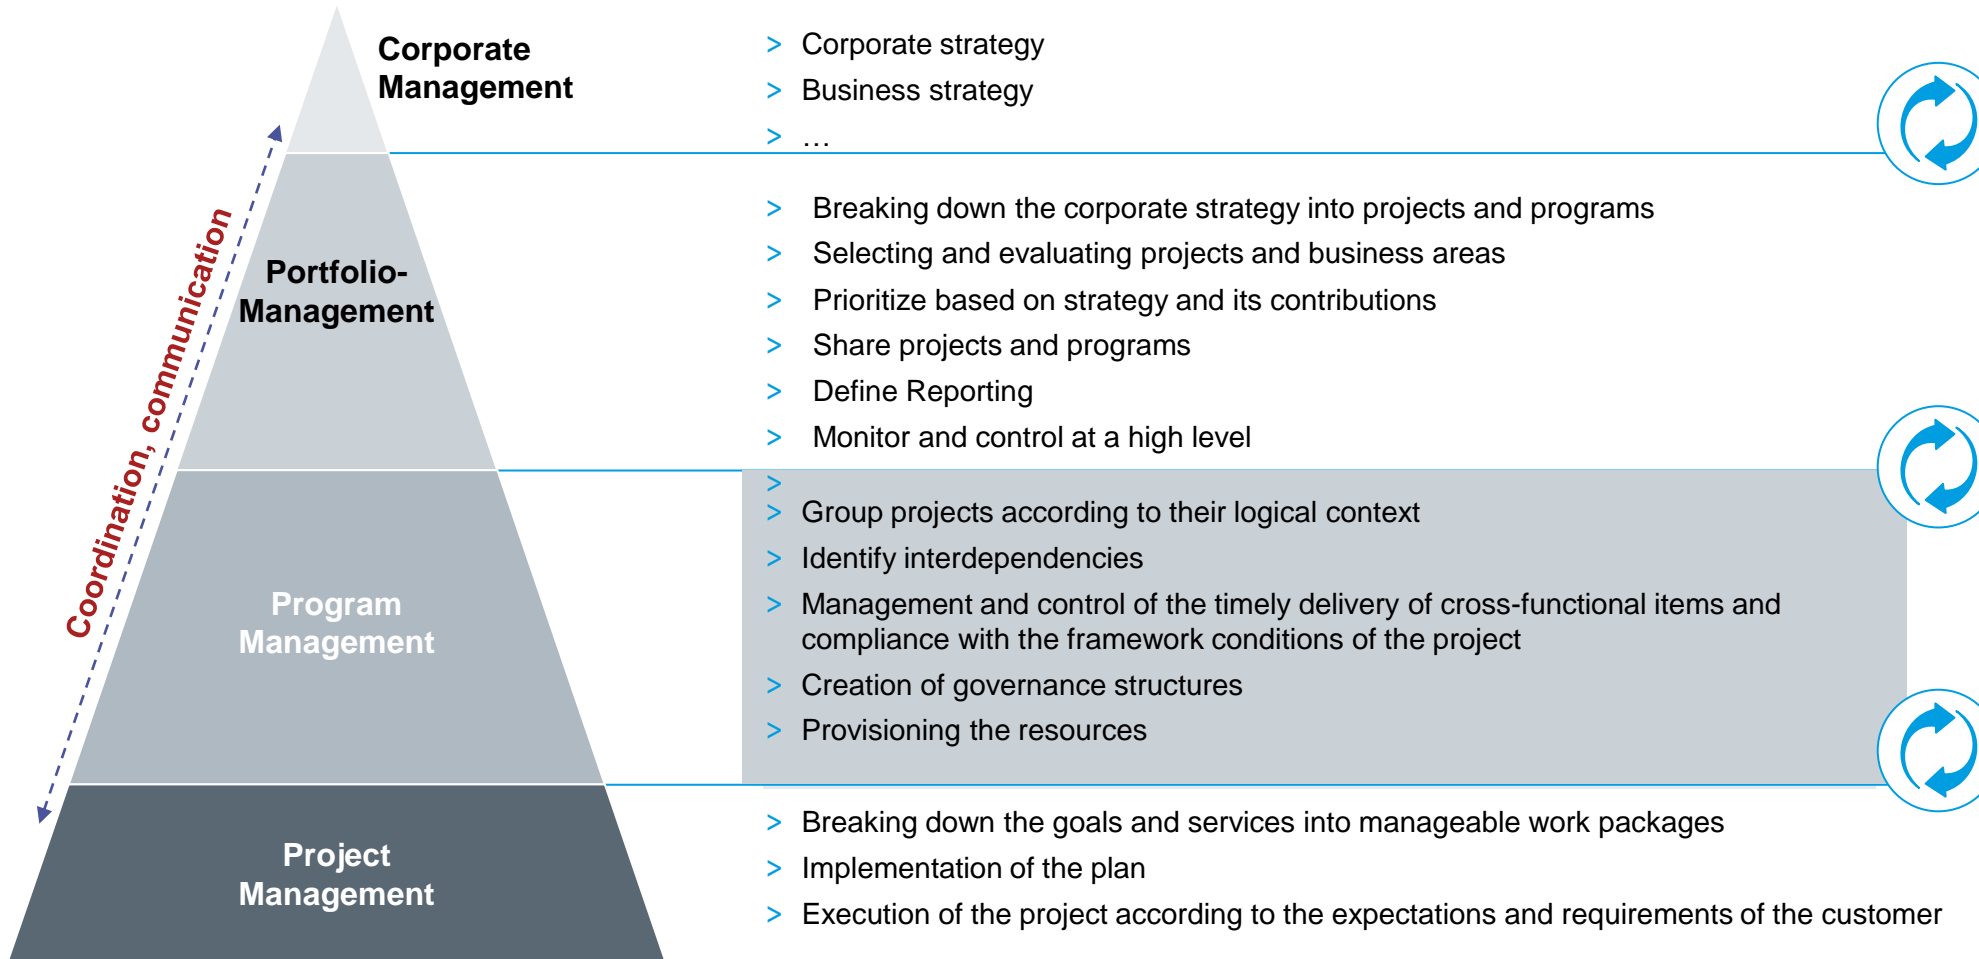 Corporate
Management
> Corporate strategy
> Business strategy
> …
Coordination, communication
Portfolio-
Management
> Breaking down the corporate strategy into projects and programs
> Selecting and evaluating projects and business areas
> Prioritize based on strategy and its contributions
> Share projects and programs
> Define Reporting
> Monitor and control at a high level
Program
Management
>
> Group projects according to their logical context
> Identify interdependencies
> Management and control of the timely delivery of cross-functional items and
compliance with the framework conditions of the project
> Creation of governance structures
> Provisioning the resources
Project
Management
> Breaking down the goals and services into manageable work packages
> Implementation of the plan
> Execution of the project according to the expectations and requirements of the customer